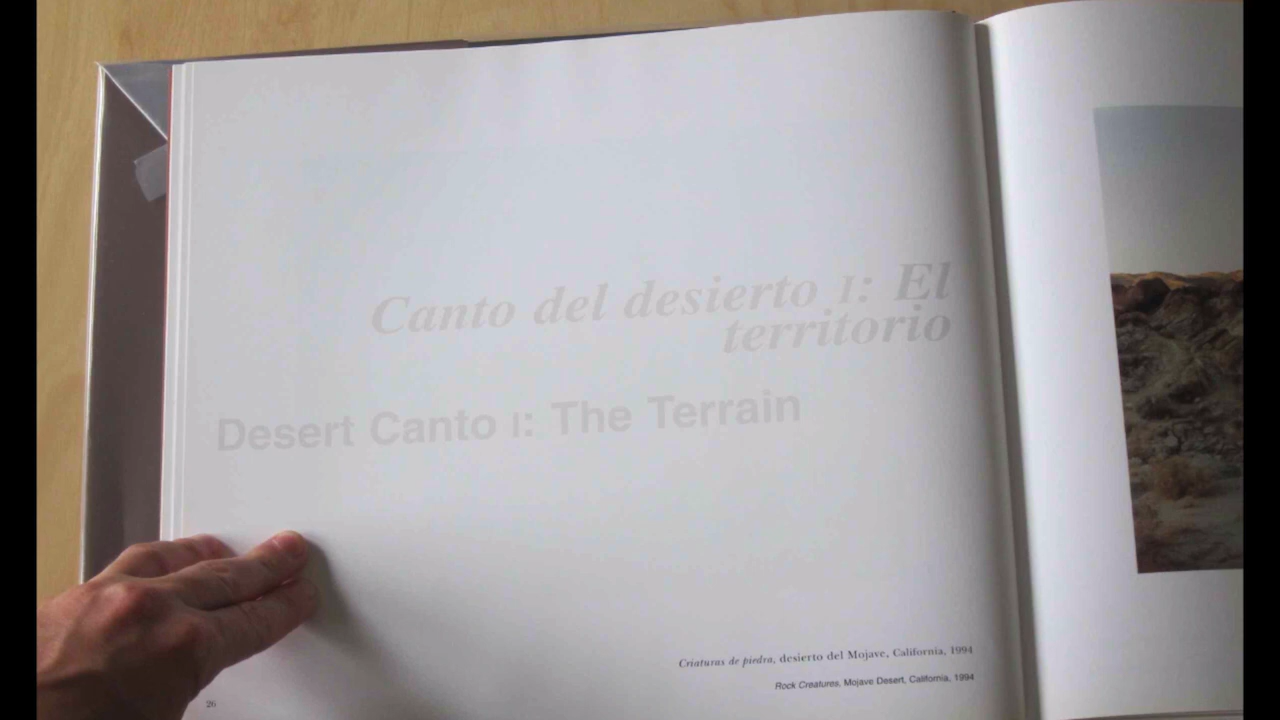 Canto del desierto I: El
territorio
Desert Canto I: The Terrain
Criaturas de piedra, desierto del Mojave, California, 1994
Rock Creatures, Mojave Desert, California, 1994
26